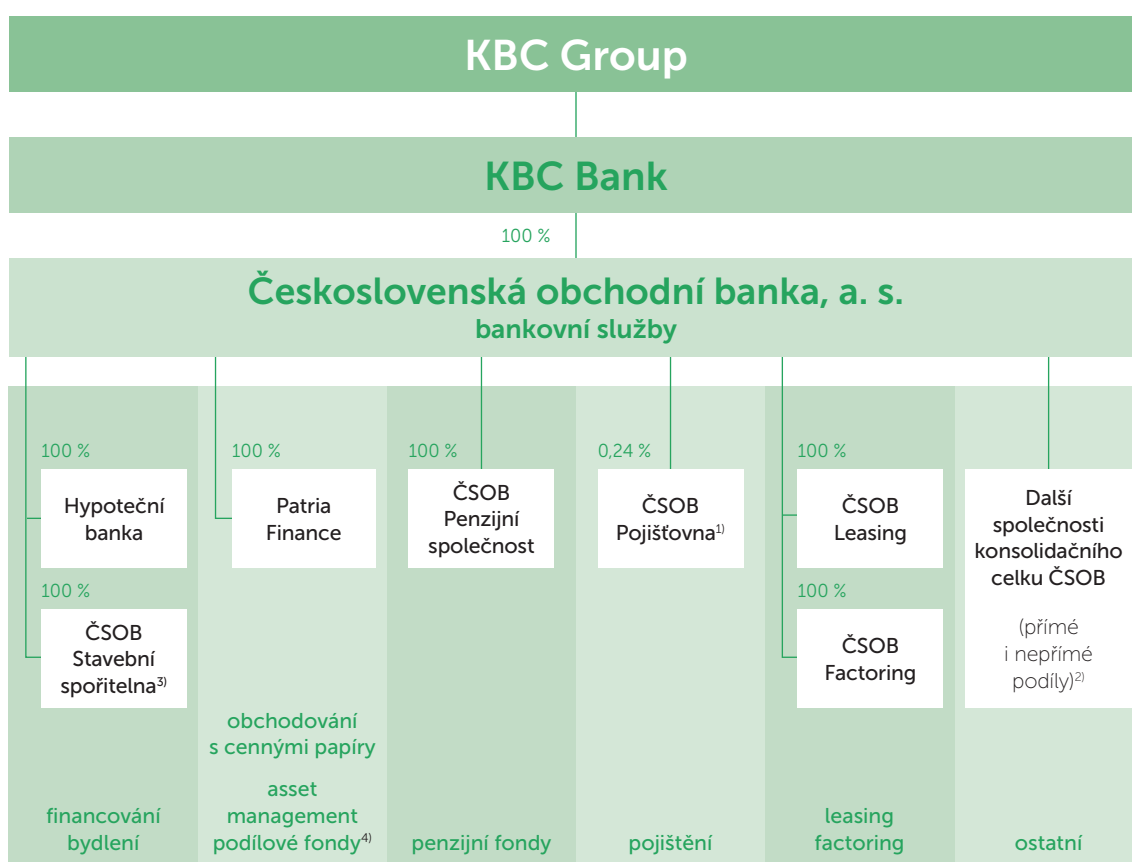 KBC Group
KBC Bank
100 %
Československá obchodní banka, a. s.
bankovní služby
100 %
Hypoteční
banka
100 %
ČSOB
Stavební
spořitelna3)
financování
bydlení
100 %
Patria
Finance
obchodování
s cennými papíry
asset
management
podílové fondy4)
100 %
ČSOB
Penzijní
společnost
penzijní fondy
0,24 %
ČSOB
Pojišťovna1)
pojištění
100 %
ČSOB
Leasing
100 %
ČSOB
Factoring
leasing
factoring
Další
společnosti
konsolidačního
celku ČSOB
(přímé
i nepřímé
podíly)2)
ostatní